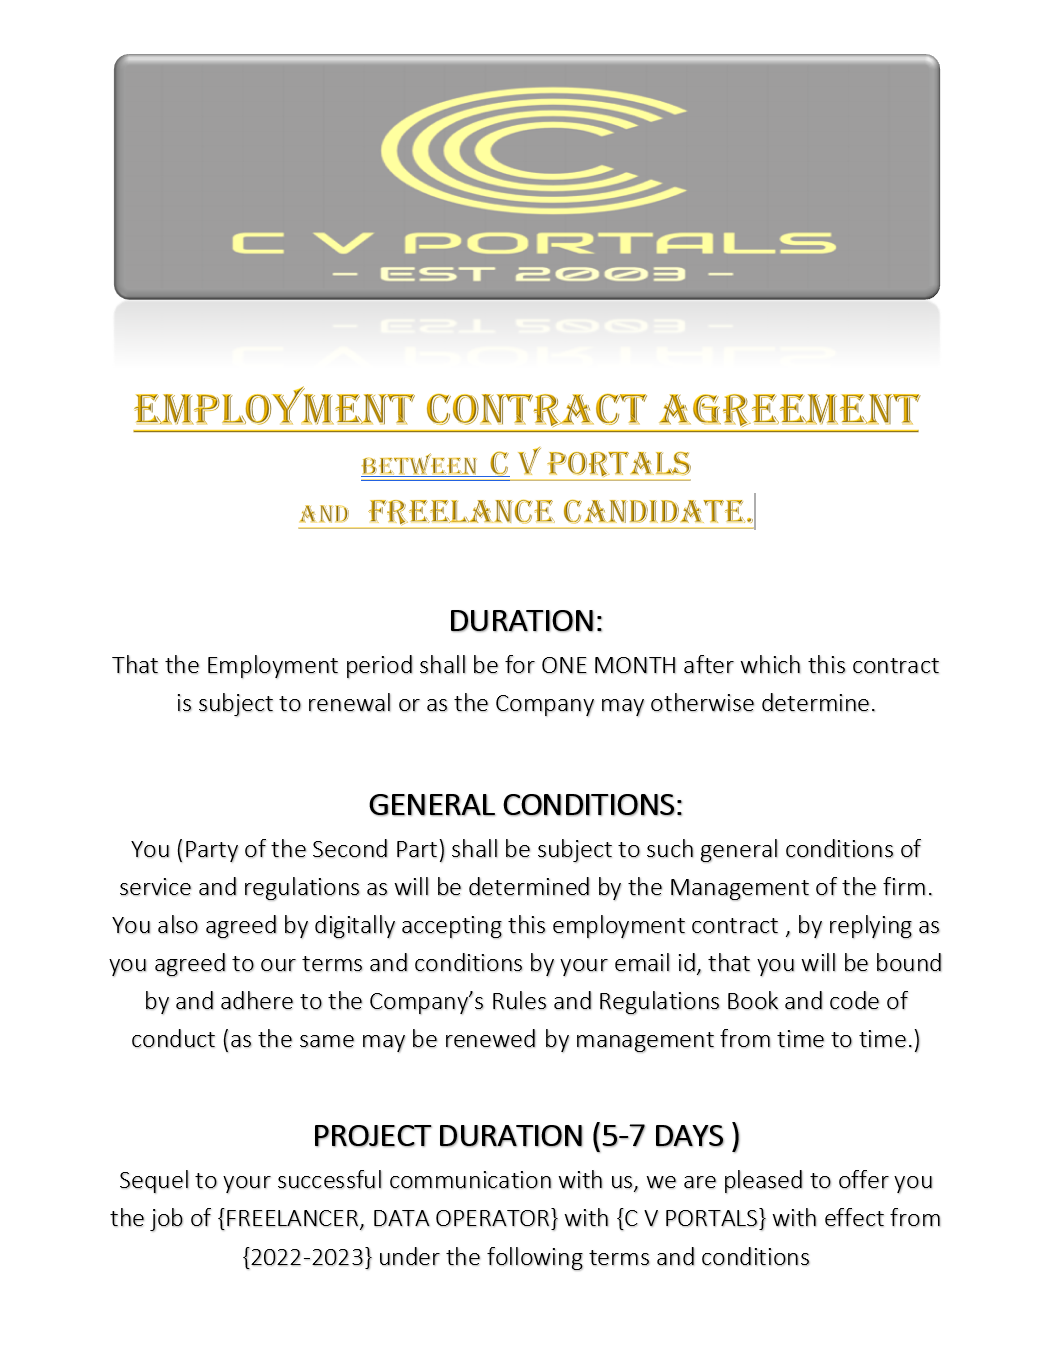 C V PORTALS
- EST 2003 -
EMPLOYMENT CONTRACT AGREEMENT
BETWEEN C V PORTALS
AND FREELANCE CANDIDATE.
DURATION:
That the Employment period shall be for ONE MONTH after which this contract
is subject to renewal or as the Company may otherwise determine.
GENERAL CONDITIONS:
You (Party of the Second Part) shall be subject to such general conditions of
service and regulations as will be determined by the Management of the firm.
You also agreed by digitally accepting this employment contract , by replying as
you agreed to our terms and conditions by your email id, that you will be bound
by and adhere to the Company’s Rules and Regulations Book and code of
conduct (as the same may be renewed by management from time to time.)
PROJECT DURATION (5-7 DAYS )
Sequel to your successful communication with us, we are pleased to offer you
the job of {FREELANCER, DATA OPERATOR} with {C V PORTALS} with effect from
{2022-2023} under the following terms and conditions